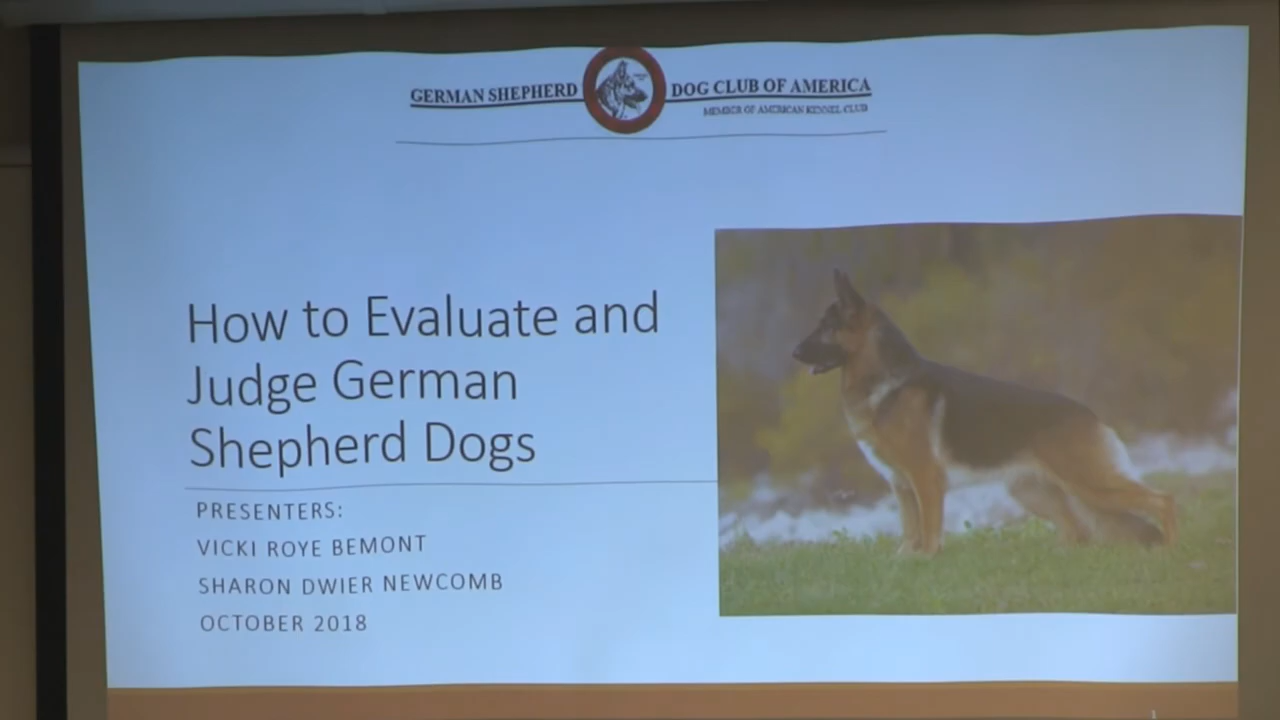 GERMAN SHEPHERD DOG CLUB OF AMERICA
MEMBER OF AMERICAN KENNEL CLUB
How to Evaluate and
Judge German
Shepherd Dogs
PRESENTERS:
VICKI ROYE BEMONT
SHARON DWIER NEWCOMB
OCTOBER 2018
1